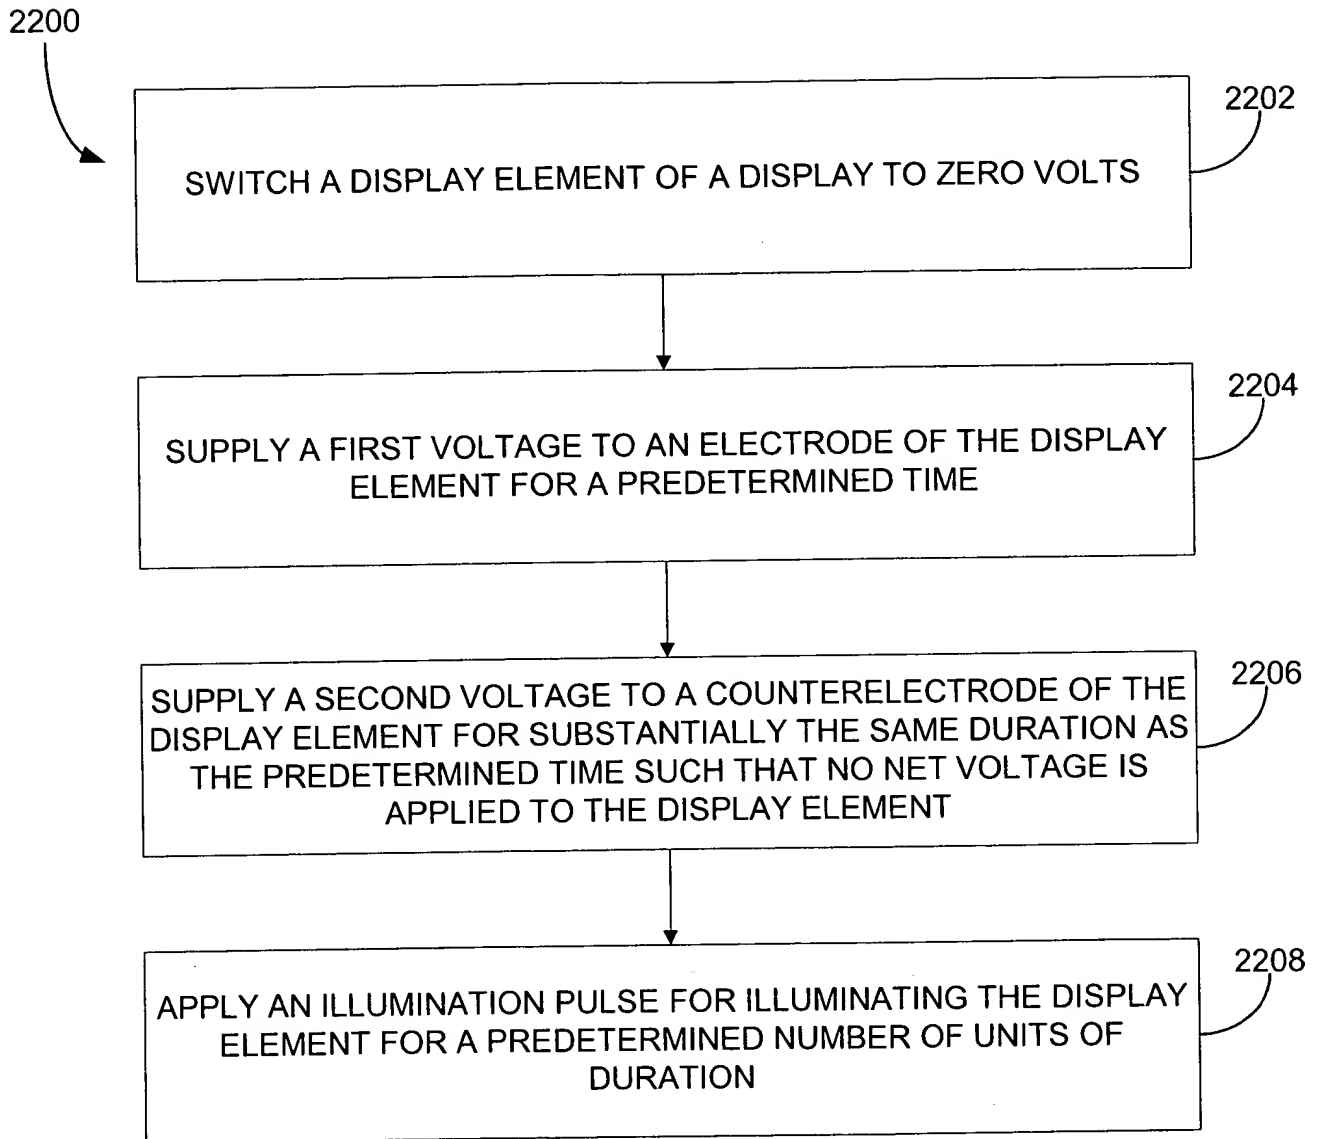 2200
2202
SWITCH A DISPLAY ELEMENT OF A DISPLAY TO ZERO VOLTS
2204
SUPPLY A FIRST VOLTAGE TO AN ELECTRODE OF THE DISPLAY
ELEMENT FOR A PREDETERMINED TIME
2206
SUPPLY A SECOND VOLTAGE TO A COUNTERELECTRODE OF THE
DISPLAY ELEMENT FOR SUBSTANTIALLY THE SAME DURATION AS
THE PREDETERMINED TIME SUCH THAT NO NET VOLTAGE IS
APPLIED TO THE DISPLAY ELEMENT
2208
APPLY AN ILLUMINATION PULSE FOR ILLUMINATING THE DISPLAY
ELEMENT FOR A PREDETERMINED NUMBER OF UNITS OF
DURATION